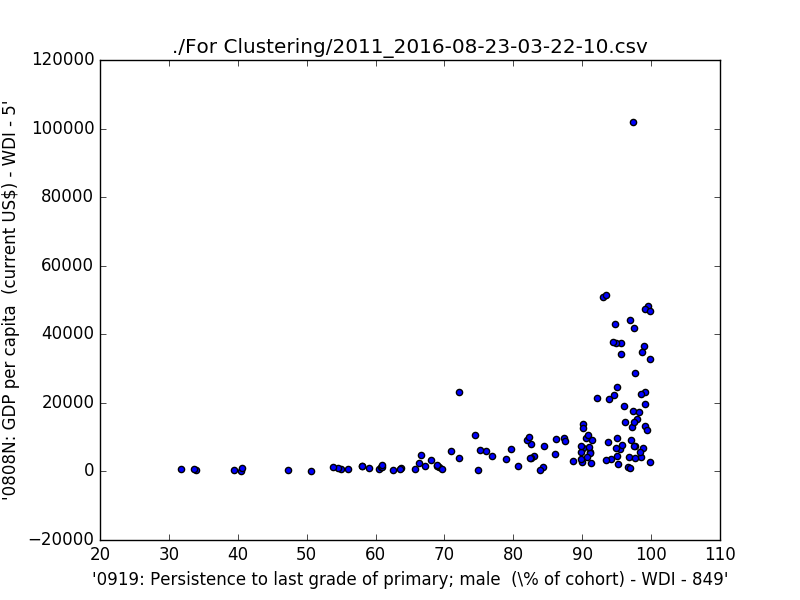 ./For Clustering/2011_2016-08-23-03-22-10.csv
120000
100000
80000
60000
40000
20000
0
−20000
'0808N: GDP per capita  (current US$) - WDI - 5'
20 30 40 50 60 70 80 90 100 110
'0919: Persistence to last grade of primary; male  (\% of cohort) - WDI - 849'